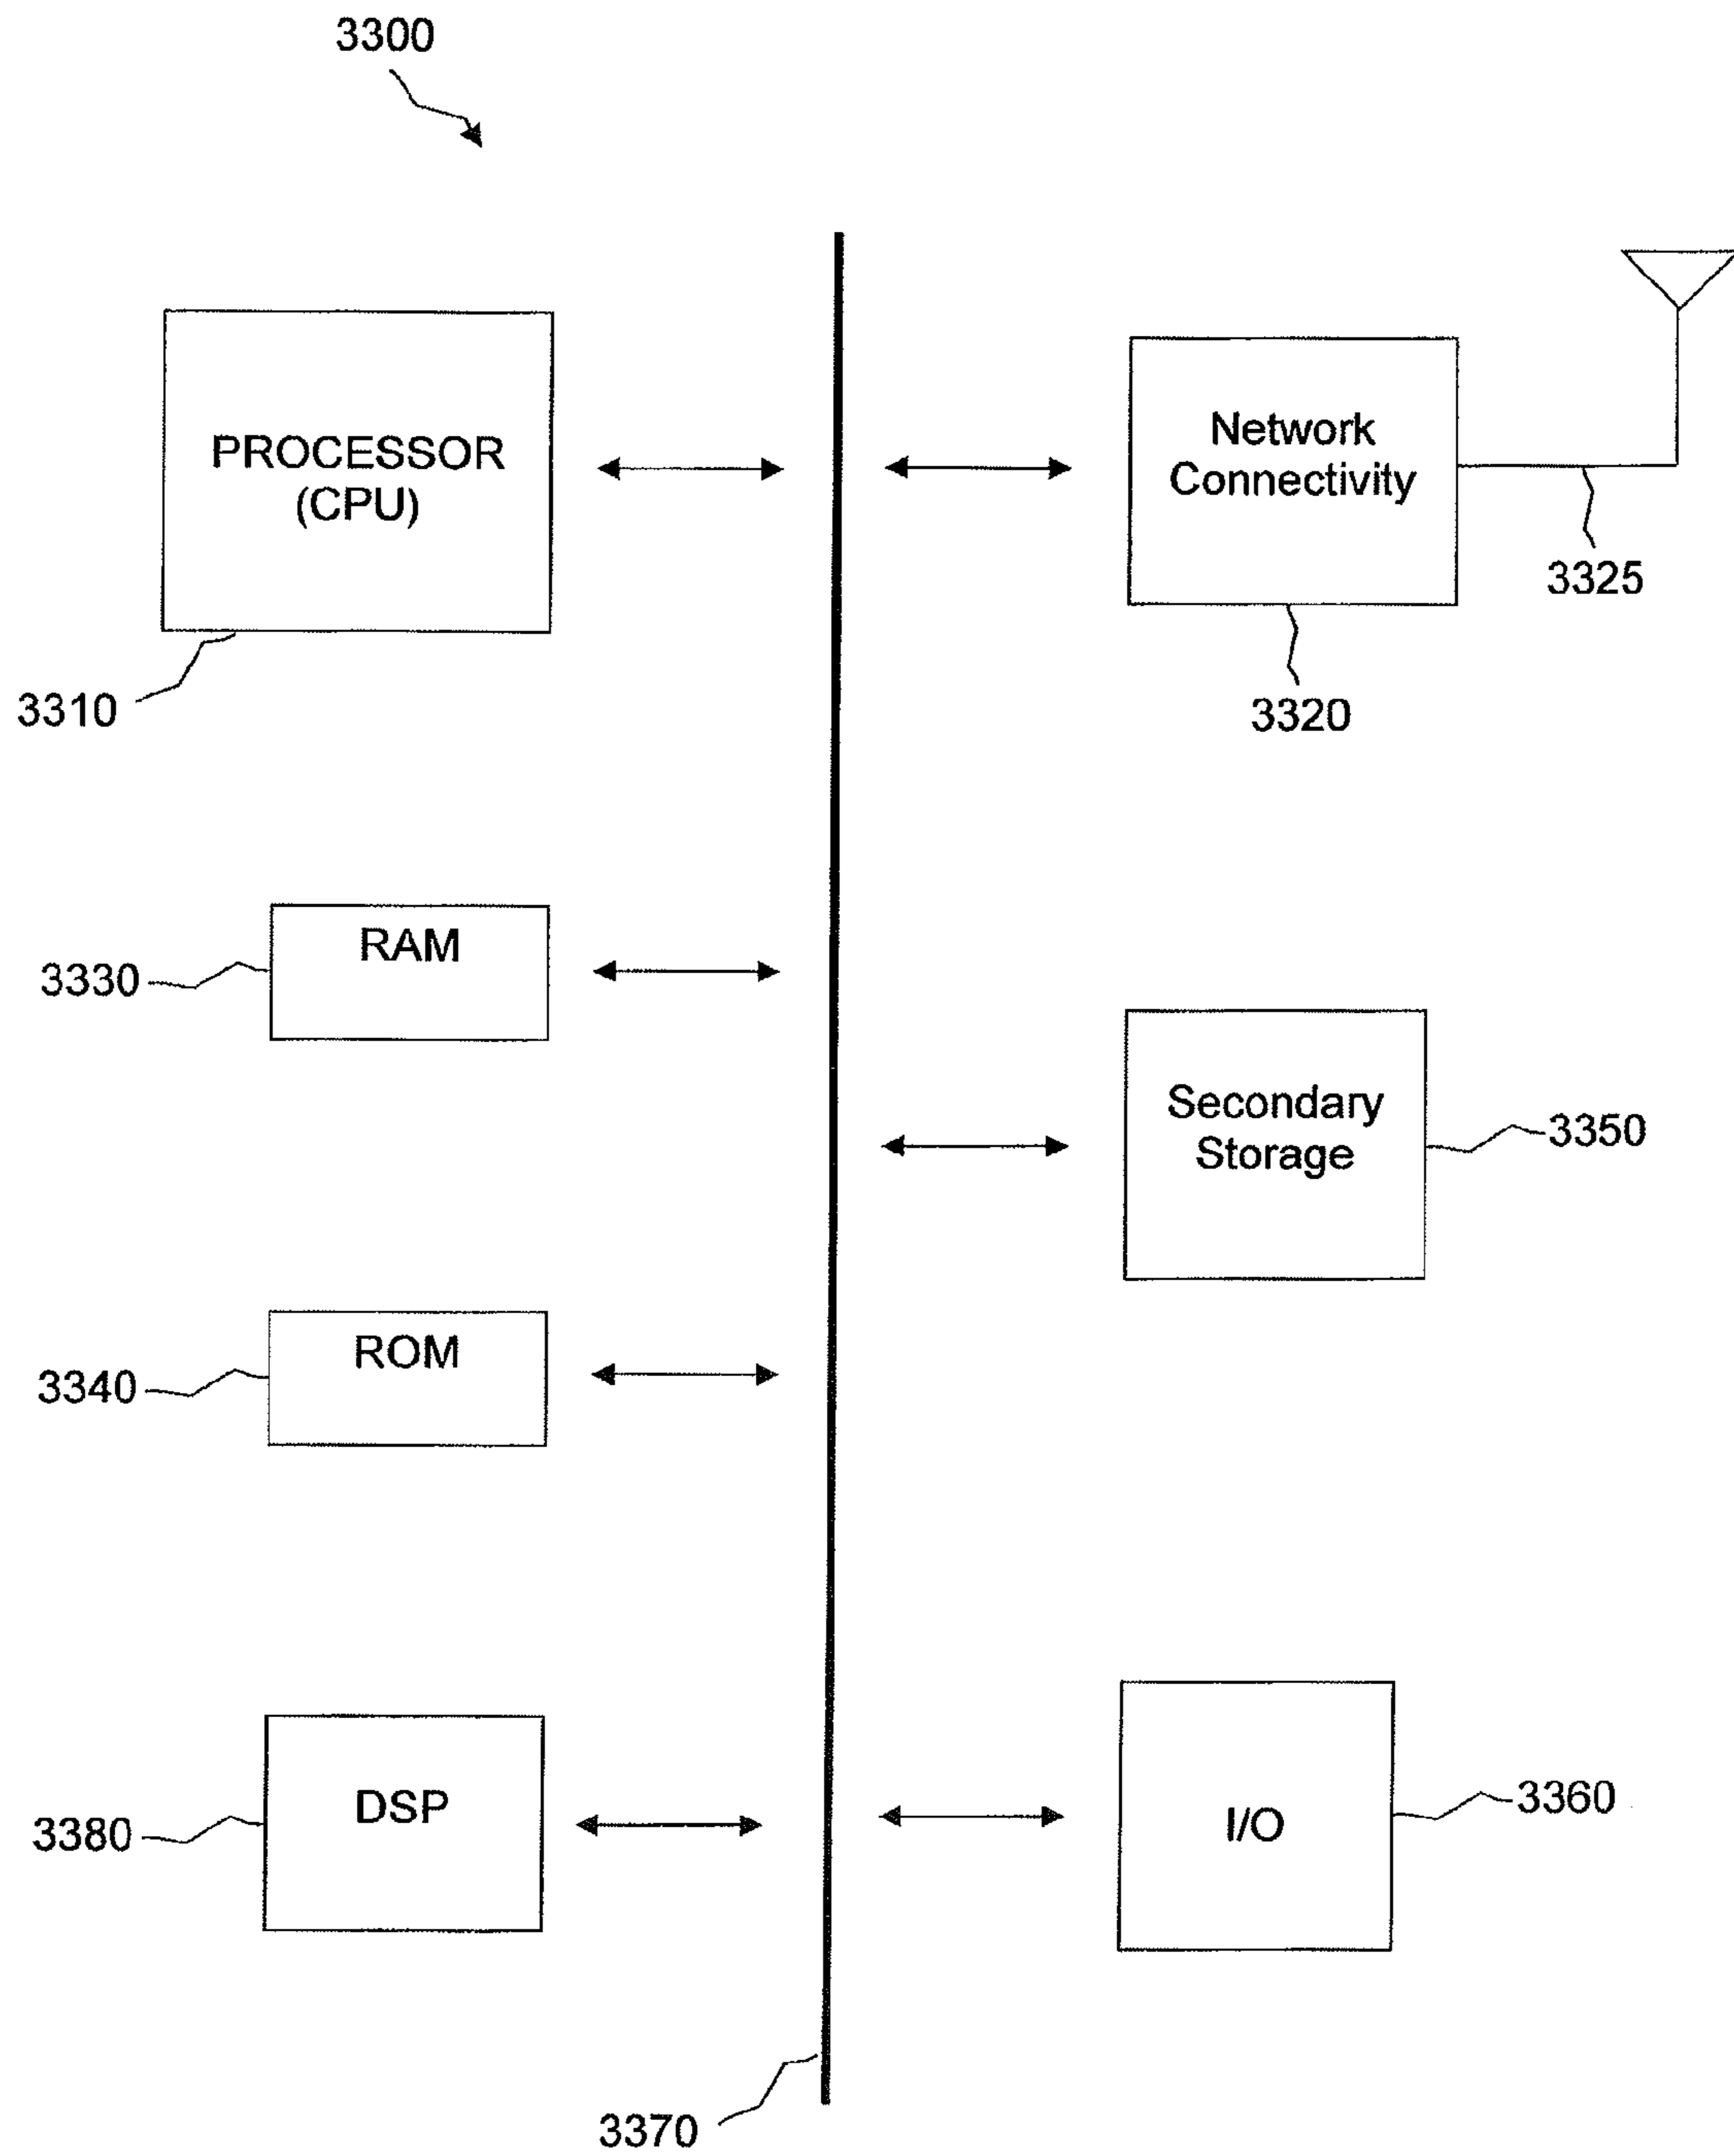 3300
PROCESSOR
(CPU)
3310
Network
Connectivity
3325
3320
RAM
3330
Secondary
Storage
3350
ROM
3340
DSP
3380
I/O
3360
3370